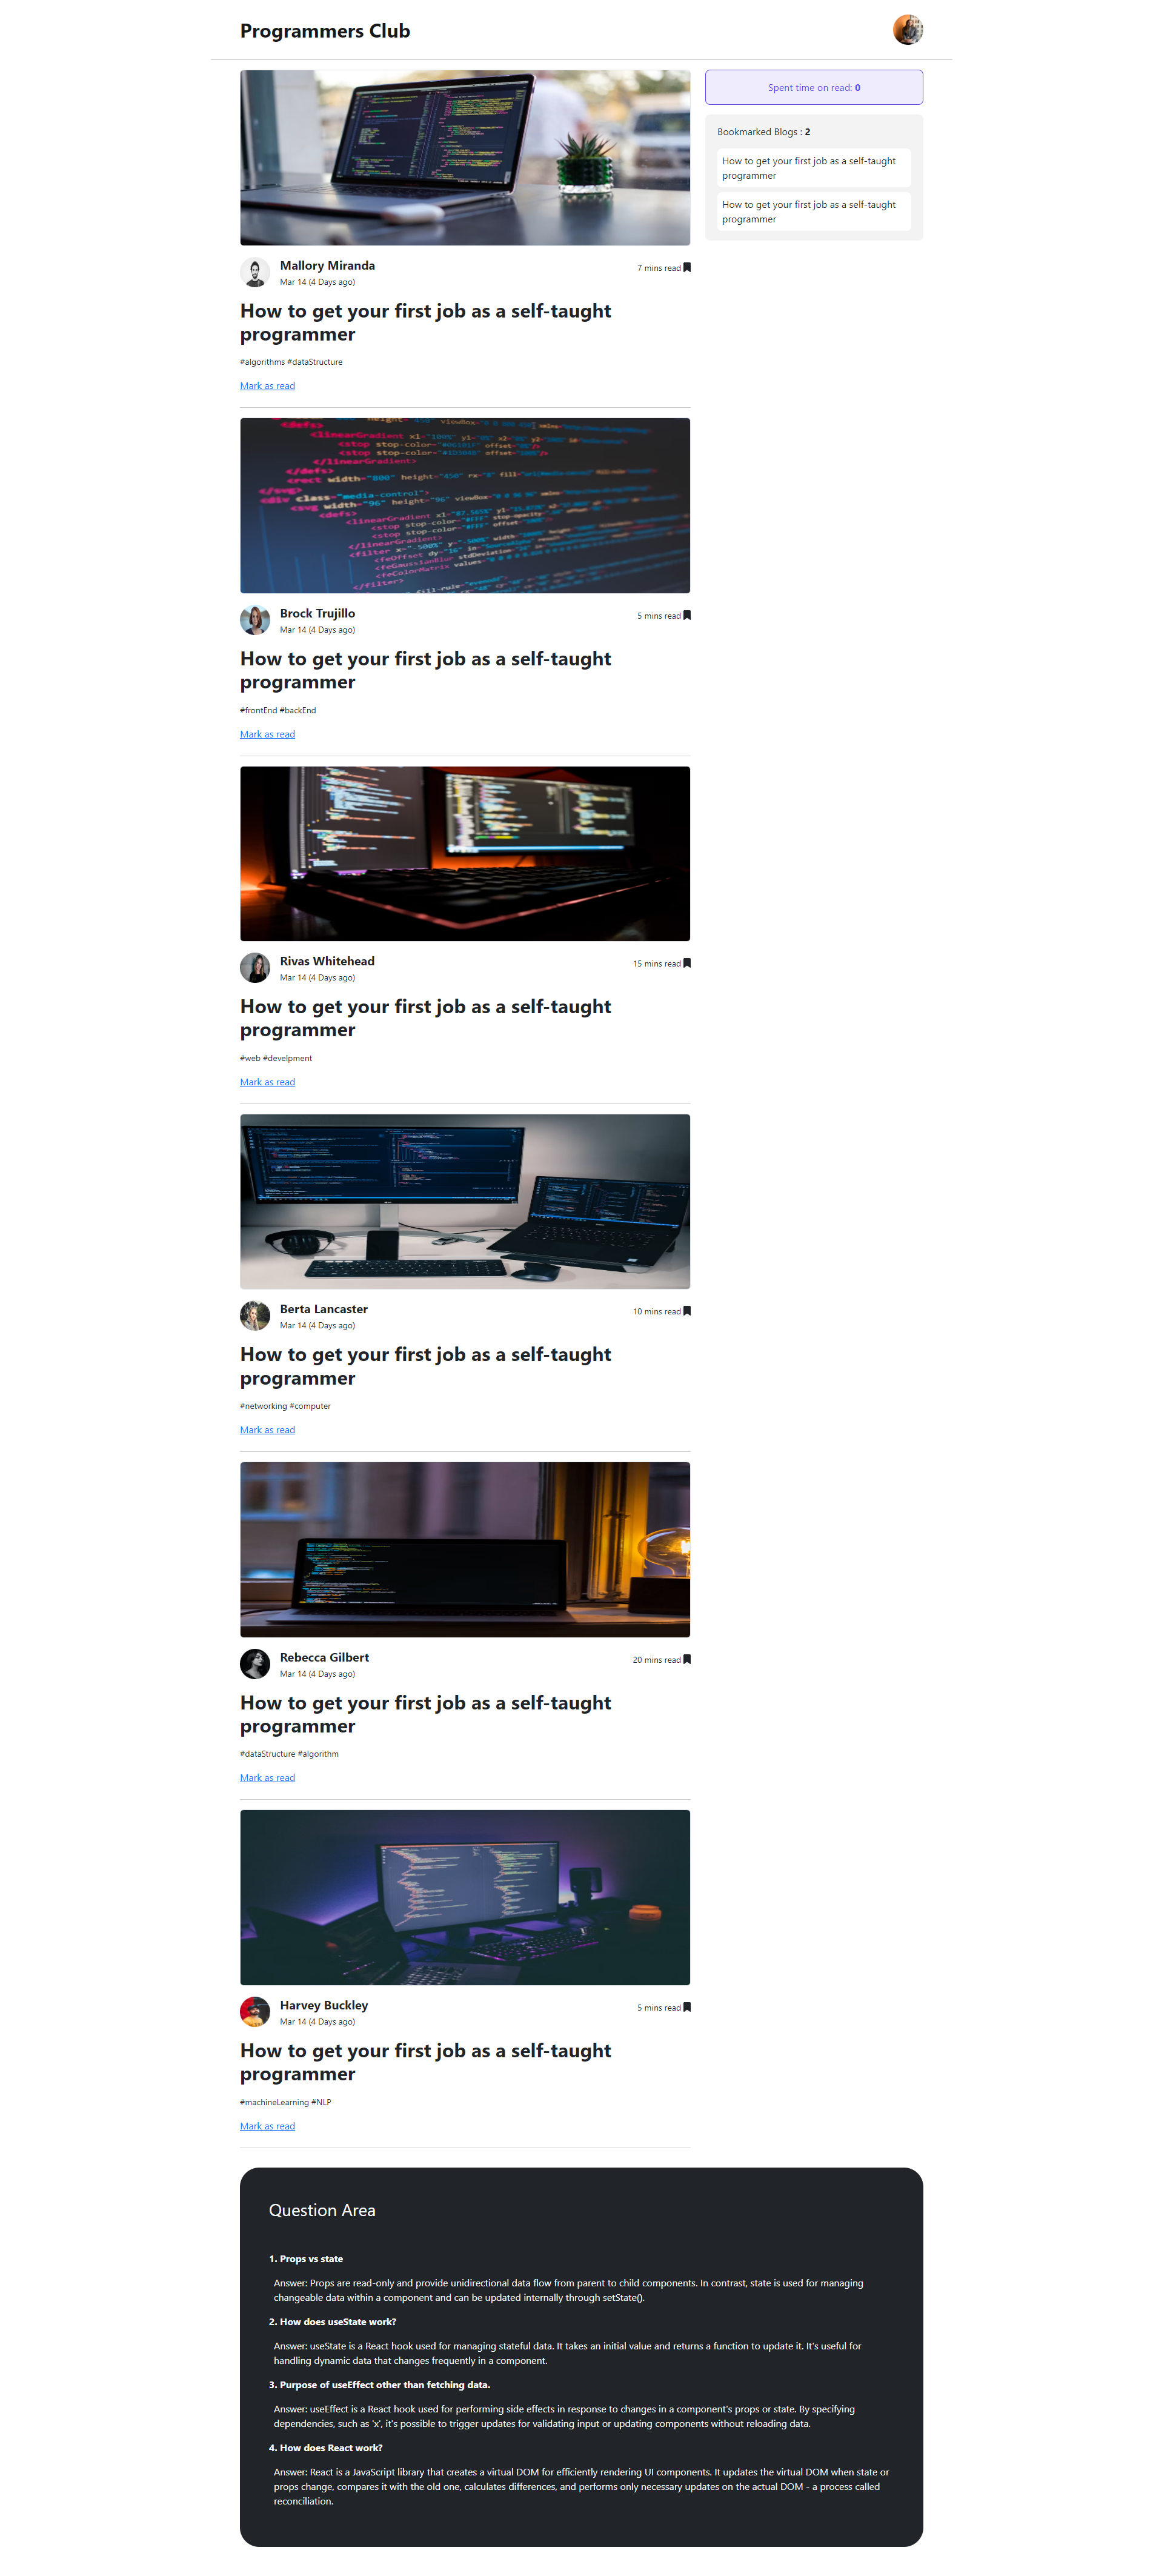 Programmers Club
Spent time on read: 0
Bookmarked Blogs : 2
How to get your first job as a self-taught
programmer
How to get your first job as a self-taught
programmer
Mallory Miranda
Mar 14 (4 Days ago)
7 mins read
How to get your first job as a self-taught
programmer
#algorithms #dataStructure
Mark as read
Brock Trujillo
Mar 14 (4 Days ago)
5 mins read
How to get your first job as a self-taught
programmer
#frontEnd #backEnd
Mark as read
Rivas Whitehead
Mar 14 (4 Days ago)
15 mins read
How to get your first job as a self-taught
programmer
#web #develpment
Mark as read
Berta Lancaster
Mar 14 (4 Days ago)
10 mins read
How to get your first job as a self-taught
programmer
#networking #computer
Mark as read
Rebecca Gilbert
Mar 14 (4 Days ago)
20 mins read
How to get your first job as a self-taught
programmer
#dataStructure #algorithm
Mark as read
Harvey Buckley
Mar 14 (4 Days ago)
5 mins read
How to get your first job as a self-taught
programmer
#machineLearning #NLP
Mark as read
Question Area
1. Props vs state
Answer: Props are read-only and provide unidirectional data flow from parent to child components. In contrast, state is used for managing
changeable data within a component and can be updated internally through setState().
2. How does useState work?
Answer: useState is a React hook used for managing stateful data. It takes an initial value and returns a function to update it. It's useful for
handling dynamic data that changes frequently in a component.
3. Purpose of useEffect other than fetching data.
Answer: useEffect is a React hook used for performing side effects in response to changes in a component's props or state. By specifying
dependencies, such as 'x', it's possible to trigger updates for validating input or updating components without reloading data.
4. How does React work?
Answer: React is a JavaScript library that creates a virtual DOM for efficiently rendering UI components. It updates the virtual DOM when state or
props change, compares it with the old one, calculates differences, and performs only necessary updates on the actual DOM - a process called
reconciliation.